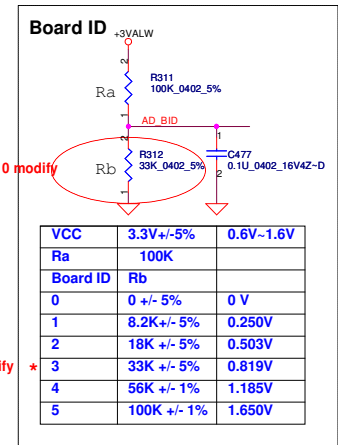 Board ID
+3VALW
2
R311
Ra 100K_0402_5%
1
AD_BID
2
1
0 modify
R312
Rb 33K_0402_5%
C477
0.1U_0402_16V4Z~D
1
2
VCC 3.3V+/-5% 0.6V~1.6V
Ra 100K
Board ID Rb
0 0 +/- 5% 0 V
1 8.2K+/- 5% 0.250V
2 18K +/- 5% 0.503V
ify * 3 33K +/- 5% 0.819V
4 56K +/- 1% 1.185V
5 100K +/- 1% 1.650V